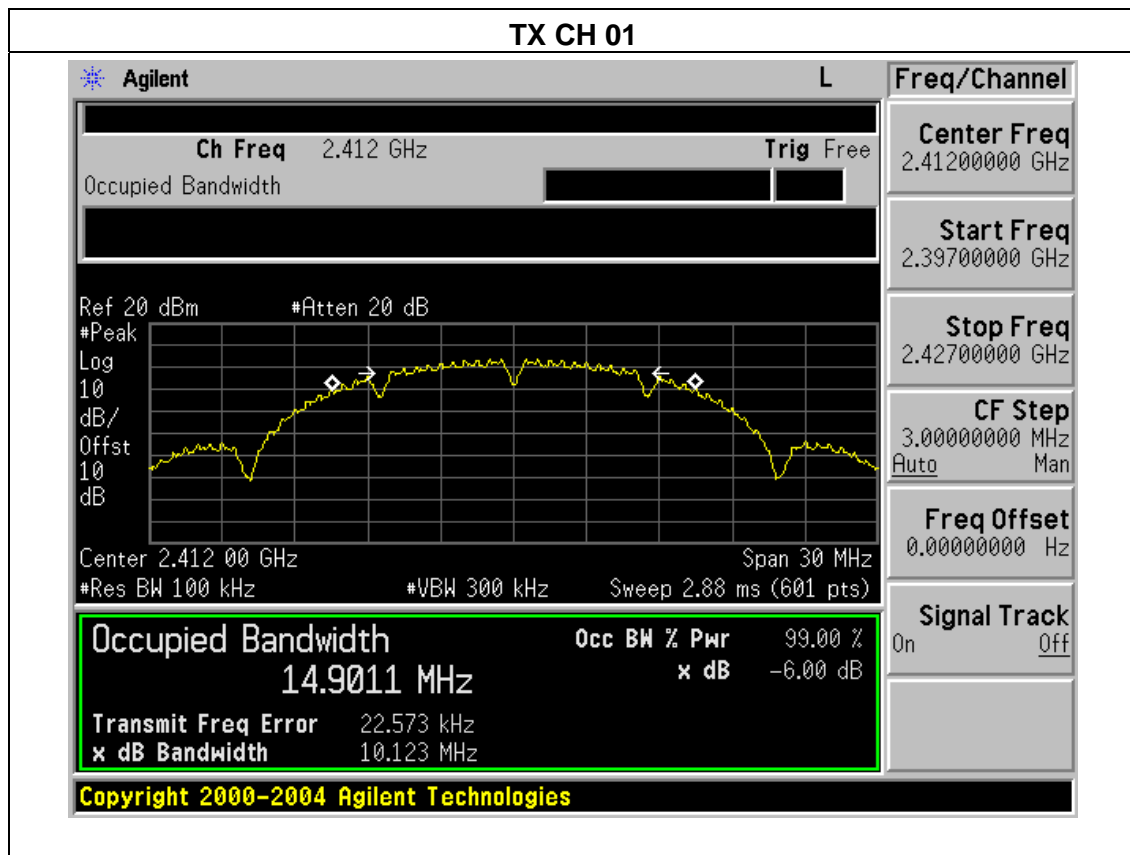 TX CH 01
Agilent L Freq/Channel
Ch Freq 2.412 GHz Trig Free
Occupied Bandwidth
Center Freq
2.41200000 GHz
Start Freq
2.39700000 GHz
Stop Freq
2.42700000 GHz
CF Step
3.00000000 MHz
Auto Man
Freq Offset
0.00000000 Hz
Signal Track
On Off
Ref 20 dBm #Atten 20 dB
#Peak
Log
10
dB/
Offst
10
dB
Center 2.412 00 GHz Span 30 MHz
#Res BW 100 kHz #VBW 300 kHz Sweep 2.88 ms (601 pts)
Occupied Bandwidth Occ BW % Pwr 99.00 %
14.9011 MHz x dB -6.00 dB
Transmit Freq Error 22.573 kHz
x dB Bandwidth 10.123 MHz
Copyright 2000-2004 Agilent Technologies